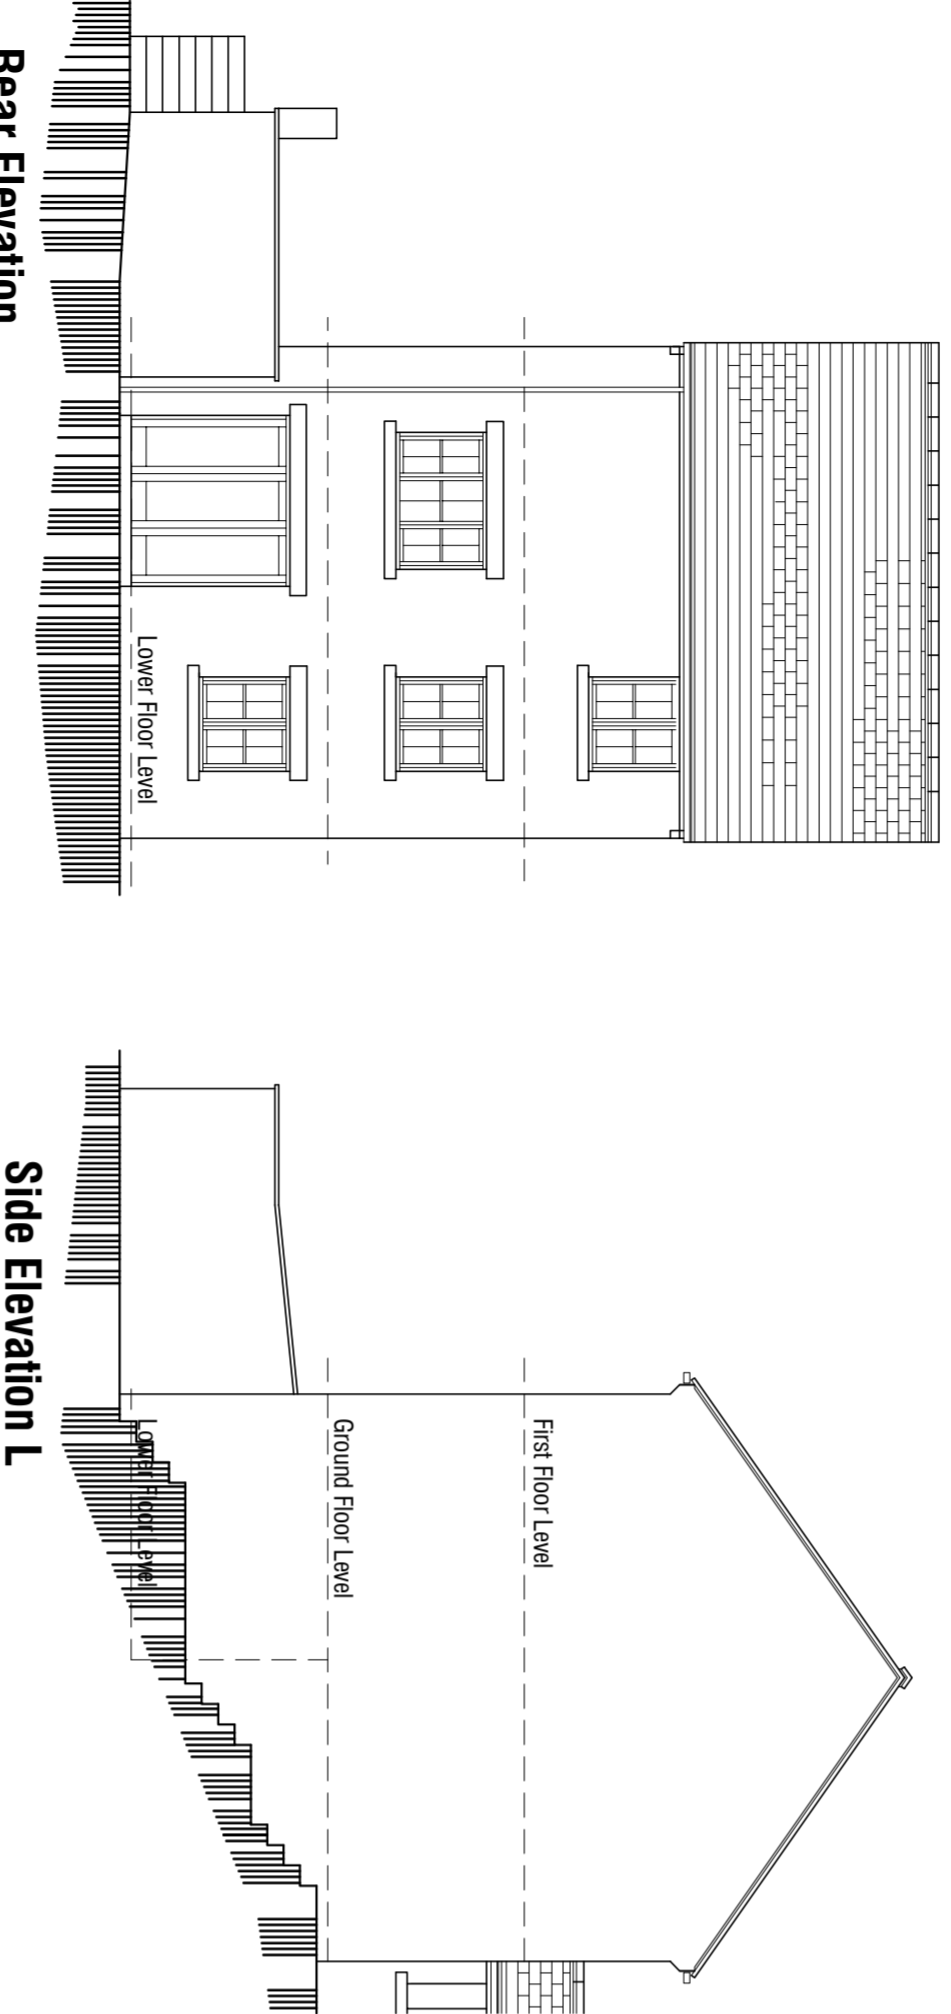 Rear Elevation
Lower Floor Level
Side Elevation L
First Floor Level
Ground Floor Level
Lower Floor Level